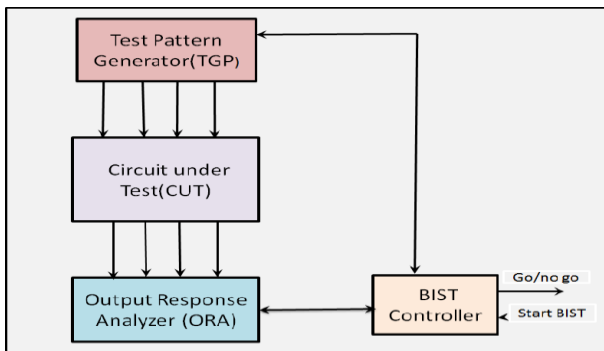 Test Pattern
Generator(TGP)
Circuit under
Test(CUT)
Output Response
Analyzer (ORA)
BIST
Controller
Go/no go
Start BIST